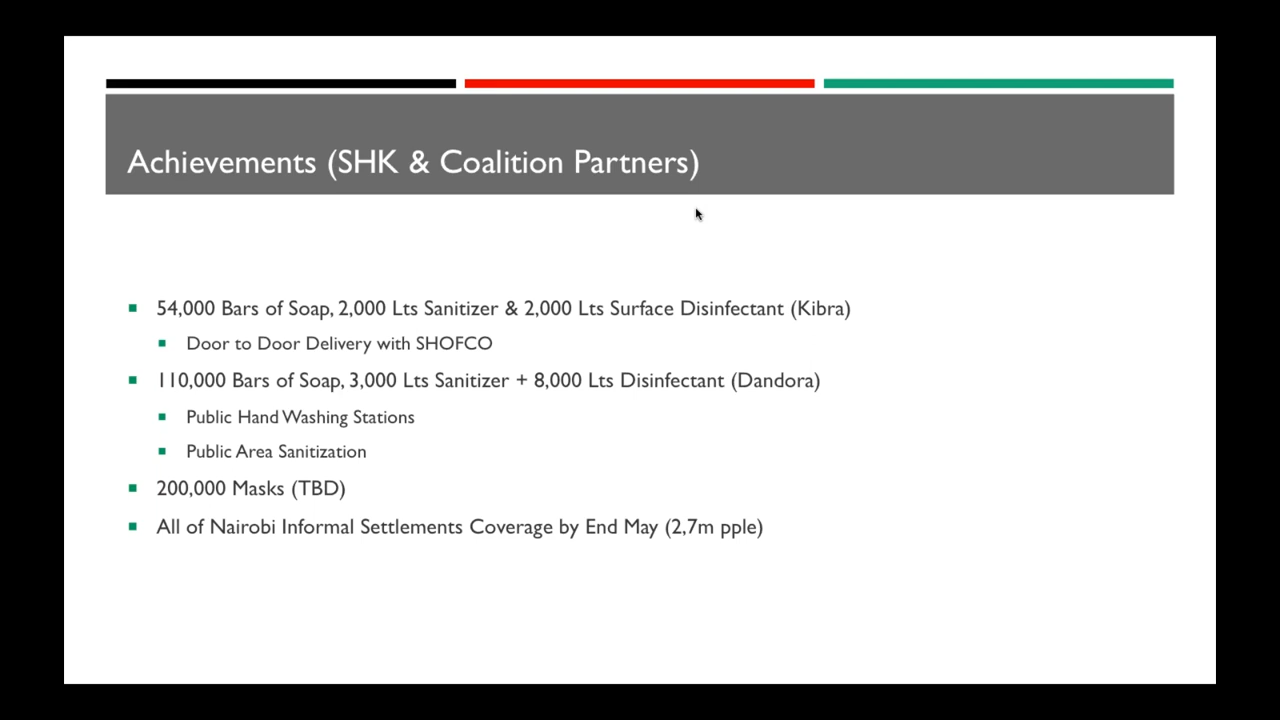 Achievements (SHK & Coalition Partners)
54,000 Bars of Soap, 2,000 Lts Sanitizer & 2,000 Lts Surface Disinfectant (Kibra)
Door to Door Delivery with SHOFCO
110,000 Bars of Soap, 3,000 Lts Sanitizer + 8,000 Lts Disinfectant (Dandora)
Public Hand Washing Stations
Public Area Sanitization
200,000 Masks (TBD)
All of Nairobi Informal Settlements Coverage by End May (2,7m pple)